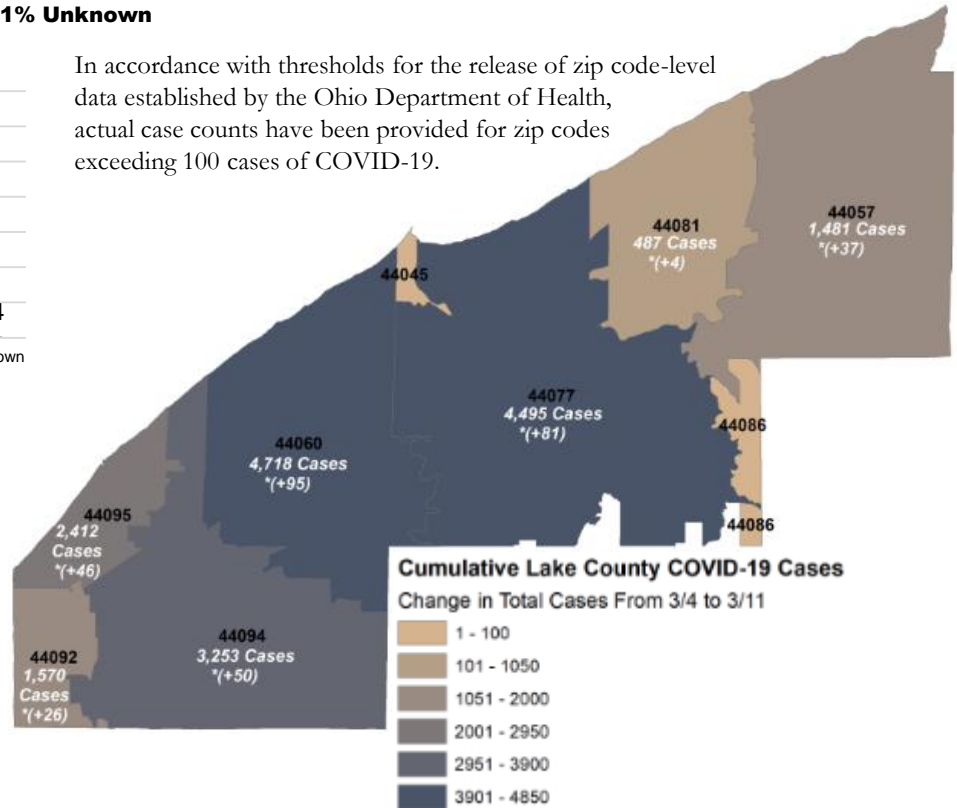 1% Unknown
In accordance with thresholds for the release of zip code-level
data established by the Ohio Department of Health,
actual case counts have been provided for zip codes
exceeding 100 cases of COVID-19.
4
own
44057
1,481 Cases
*(+37)
44081
487 Cases
*(+4)
44045
44077
4,495 Cases
*(+81)
44086
44060
4,718 Cases
*(+95)
44095
2,412
Cases
*(+46)
44086
44094
3,253 Cases
*(+50)
44092
1,570
Cases
*(+26)
Cumulative Lake County COVID-19 Cases
Change in Total Cases From 3/4 to 3/11
1 - 100
101 - 1050
1051 - 2000
2001 - 2950
2951 - 3900
3901 - 4850